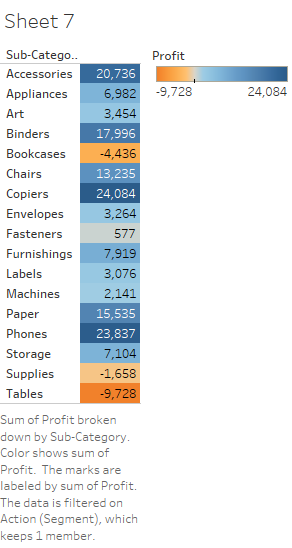 Sheet 7
Sub-Catego..
Accessories 20,736
Appliances 6,982
Art 3,454
Binders 17,996
Bookcases -4,436
Chairs 13,235
Copiers 24,084
Envelopes 3,264
Fasteners 577
Furnishings 7,919
Labels 3,076
Machines 2,141
Paper 15,535
Phones 23,837
Storage 7,104
Supplies -1,658
Tables -9,728
Profit
-9,728 24,084
Sum of Profit broken
down by Sub-Category.
Color shows sum of
Profit. The marks are
labeled by sum of Profit.
The data is filtered on
Action (Segment), which
keeps 1 member.